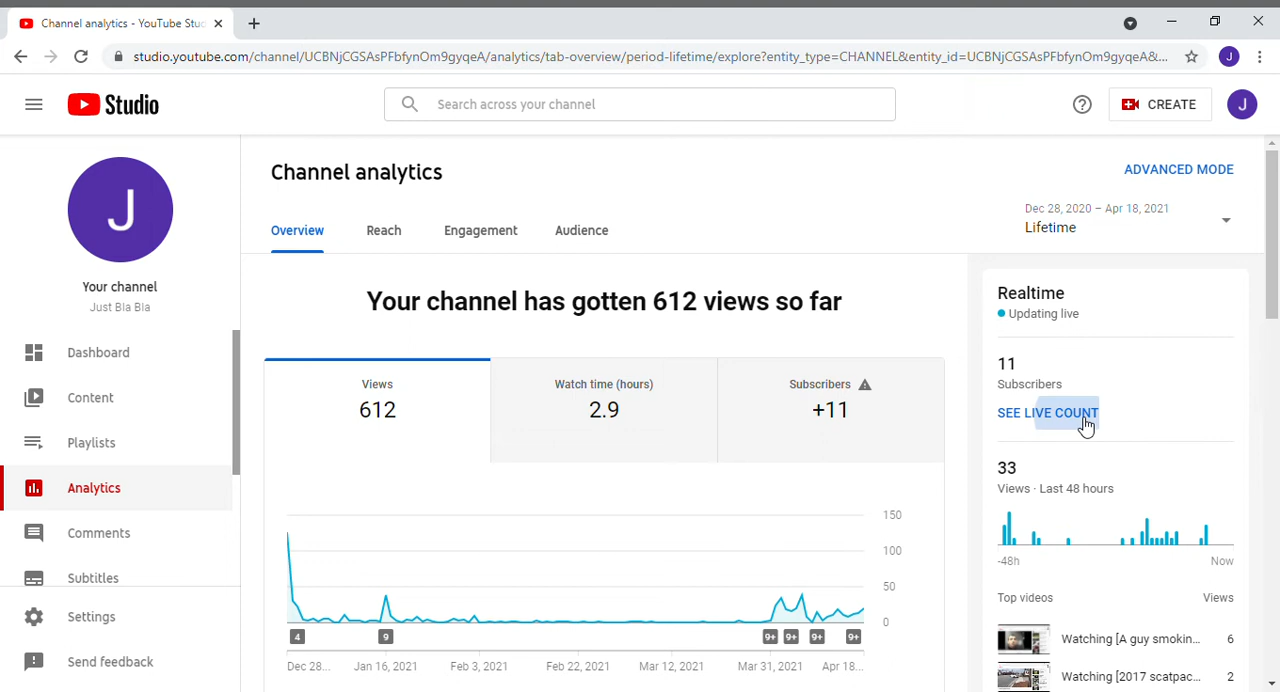 Channel analytics - YouTube Stuc
studio.youtube.com/channel/UCBNjCGSAsPFbfynOm9gyqeA/analytics/tab-overview/period-lifetime/explore?entity_type=CHANNEL&entity_id=UCBNjCGSAsPFbfynOm9gyqeA&...
J
Studio
Search across your channel
CREATE
J
J
Your channel
Just Bla Bla
Dashboard
Content
Playlists
Analytics
Comments
Subtitles
Settings
Send feedback
Channel analytics
ADVANCED MODE
Overview
Reach
Engagement
Audience
Dec 28, 2020 – Apr 18, 2021
Lifetime
Your channel has gotten 612 views so far
Views
612
Watch time (hours)
2.9
Subscribers
+11
150
100
50
0
4
9
9+
9+
9+
9+
Dec 28...
Jan 16, 2021
Feb 3, 2021
Feb 22, 2021
Mar 12, 2021
Mar 31, 2021
Apr 18...
Realtime
Updating live
11
Subscribers
SEE LIVE COUNT
33
Views · Last 48 hours
-48h
Now
Top videos
Views
Watching [A guy smokin...
6
Watching [2017 scatpac...
2